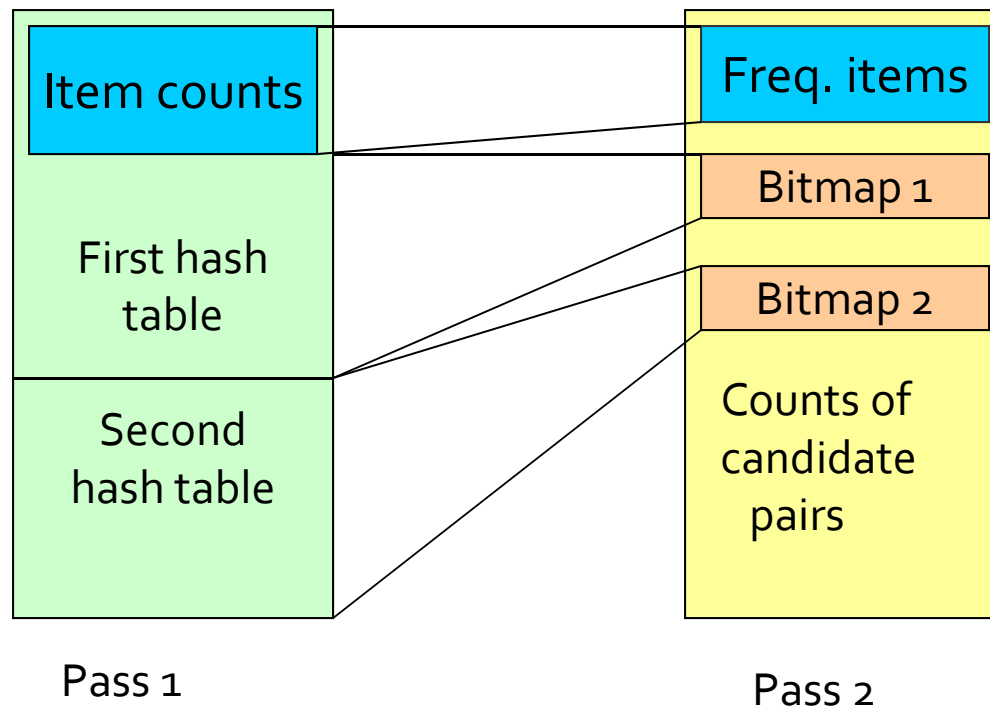 Item counts
First hash
table
Second
hash table
Pass 1
Freq. items
Bitmap 1
Bitmap 2
Counts of
candidate
pairs
Pass 2